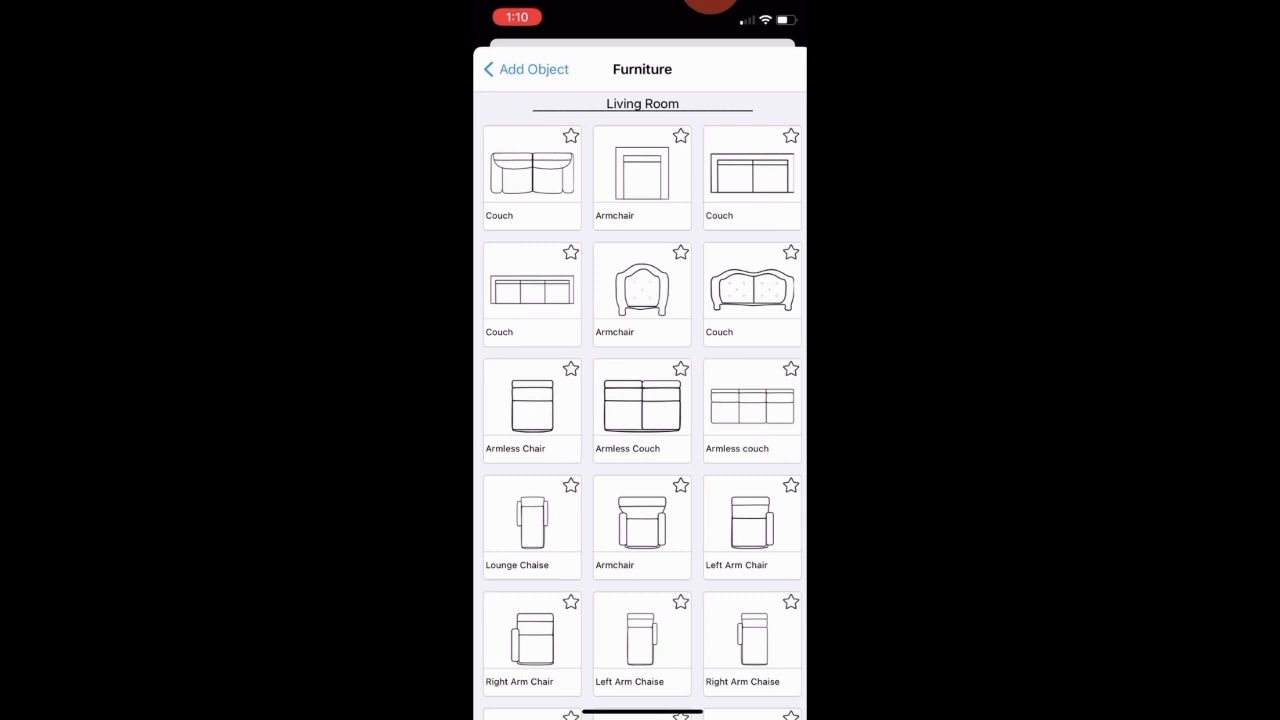 1:10
Add Object
Furniture
Living Room
Couch
Armchair
Couch
Couch
Armchair
Couch
Armless Chair
Armless Couch
Armless couch
Lounge Chaise
Armchair
Left Arm Chair
Right Arm Chair
Left Arm Chaise
Right Arm Chaise